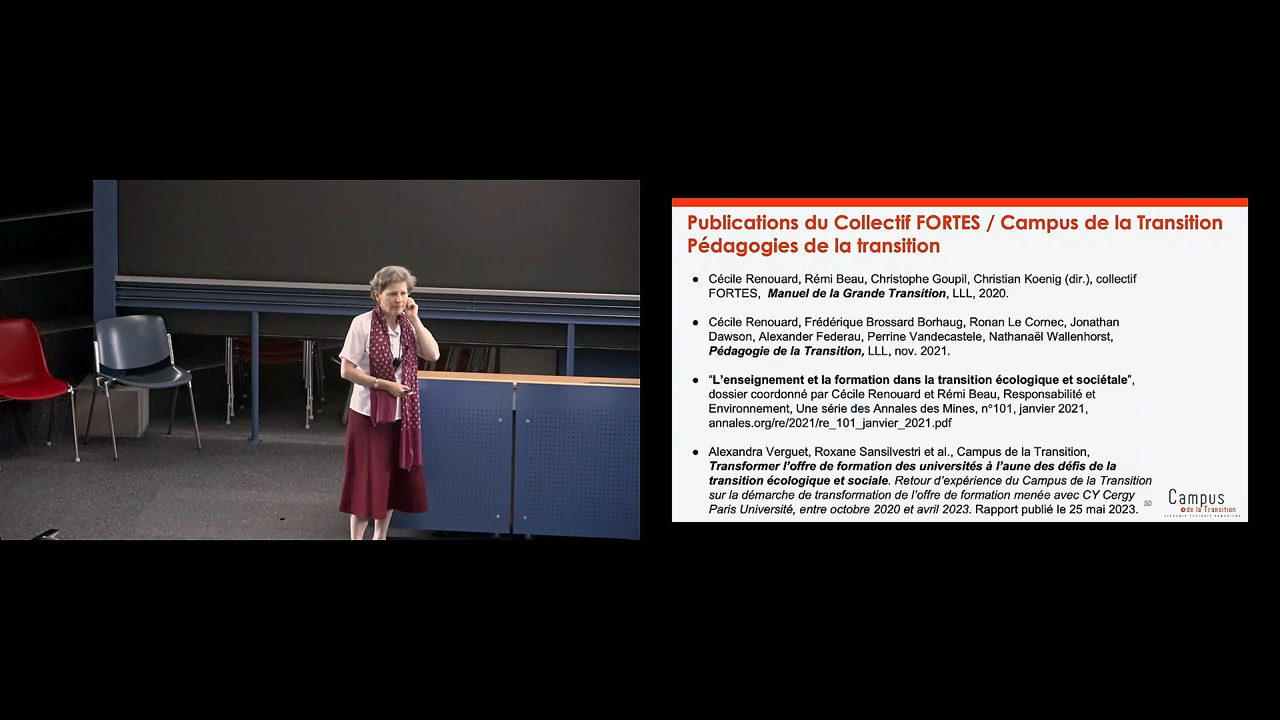 Publications du Collectif FORTES / Campus de la Transition
Pédagogies de la transition
● Cécile Renouard, Rémi Beau, Christophe Goupil, Christian Koenig (dir.), collectif
FORTES, Manuel de la Grande Transition, LLL, 2020.
● Cécile Renouard, Frédérique Brossard Borhaug, Ronan Le Cornec, Jonathan
Dawson, Alexander Federau, Perrine Vandecastele, Nathanaël Wallenhorst,
Pédagogie de la Transition, LLL, nov. 2021.
● “L’enseignement et la formation dans la transition écologique et sociétale”,
dossier coordonné par Cécile Renouard et Rémi Beau, Responsabilité et
Environnement, Une série des Annales des Mines, n°101, janvier 2021,
annales.org/re/2021/re_101_janvier_2021.pdf
● Alexandra Verguet, Roxane Sansilvestri et al., Campus de la Transition,
Transformer l’offre de formation des universités à l’aune des défis de la
transition écologique et sociale. Retour d’expérience du Campus de la Transition
sur la démarche de transformation de l’offre de formation menée avec CY Cergy
Paris Université, entre octobre 2020 et avril 2023. Rapport publié le 25 mai 2023.
50
Campus
de la Transition